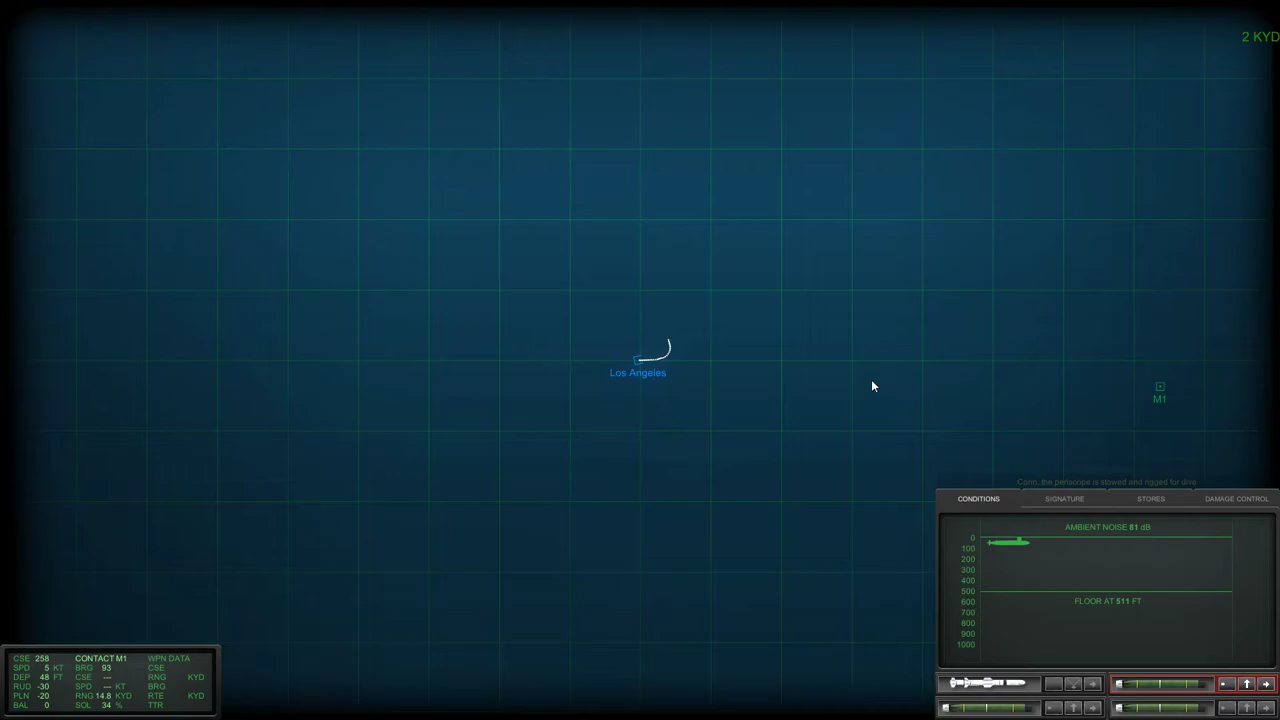 2 KYD
Los Angeles
M1
Conn, the periscope is stowed and rigged for dive.
CONDITIONS SIGNATURE STORES DAMAGE CONTROL
AMBIENT NOISE 81 dB
0
100
200
300
400
500
600
700
800
900
1000
FLOOR AT 511 FT
CSE 258 CONTACT M1 WPN DATA
SPD 5 KT BRG 93 CSE
DEP 48 FT CSE --- RNG KYD
RUD -30 SPD --- KT BRG
PLN -20 RNG 14.8 KYD RTE KYD
BAL 0 SOL 34 % TTR